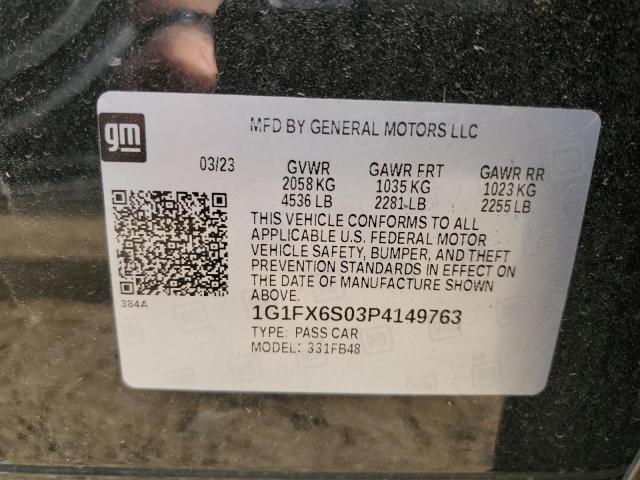 gm
MFD BY GENERAL MOTORS LLC
03/23 GVWR GAWR FRT GAWR RR
2058 KG 1035 KG 1023 KG
4536 LB 2281 LB 2255 LB
THIS VEHICLE CONFORMS TO ALL
APPLICABLE U.S. FEDERAL MOTOR
VEHICLE SAFETY, BUMPER, AND THEFT
PREVENTION STANDARDS IN EFFECT ON
THE DATE OF MANUFACTURE SHOWN
ABOVE.
384A
1G1FX6S03P4149763
TYPE: PASS CAR
MODEL: 331FB48